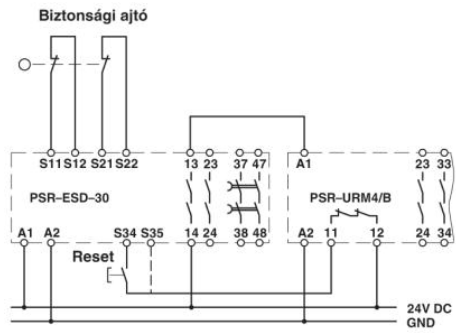 Biztonsági ajtó
S11 S12 S21 S22 13 23 37 47 A1 23 33
PSR–ESD–30 PSR–URM4/B
A1 A2 S34 S35 14 24 38 48 A2 11 12 24 34
Reset
24V DC
GND